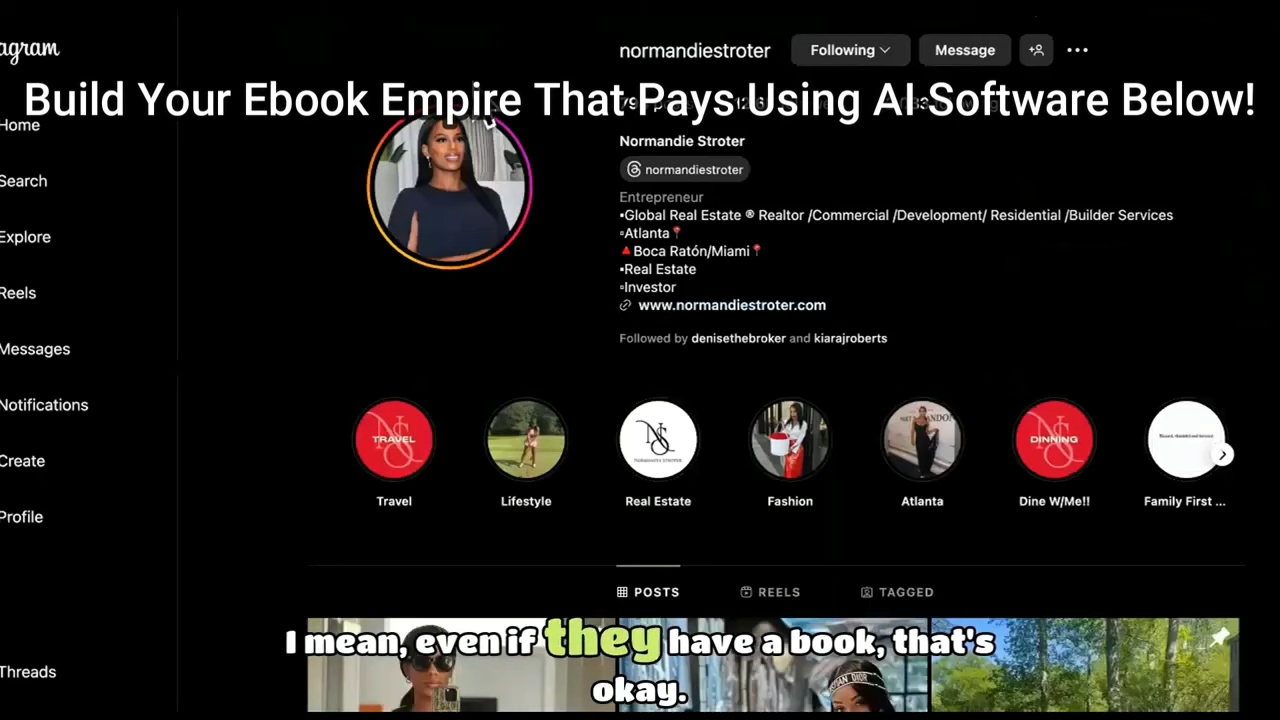 agram
normandiestroter
Following
Message
Build Your Ebook Empire That Pays Using AI Software Below!
Home
Search
Explore
Reels
Messages
Notifications
Create
Profile
Threads
Normandie Stroter
normandiestroter
Entrepreneur
▪Global Real Estate ® Realtor /Commercial /Development/ Residential /Builder Services
▫Atlanta📍
🔺Boca Ratón/Miami📍
▪Real Estate
▫Investor
www.normandiestroter.com
Followed by denisethebroker and kiarajroberts
TRAVEL
NS
DINNING
Travel
Lifestyle
Real Estate
Fashion
Atlanta
Dine W/Me!!
Family First ...
POSTS
REELS
TAGGED
I mean, even if they have a book, that's
okay.